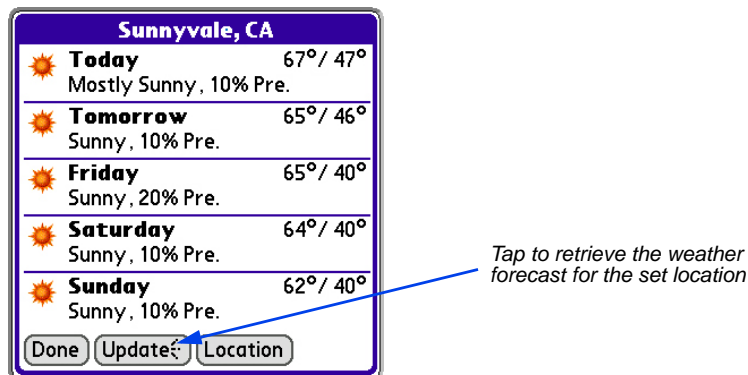 Sunnyvale, CA
Today 67°/ 47°
Mostly Sunny, 10% Pre.
Tomorrow 65°/ 46°
Sunny, 10% Pre.
Friday 65°/ 40°
Sunny, 20% Pre.
Saturday 64°/ 40°
Sunny, 10% Pre.
Sunday 62°/ 40°
Sunny, 10% Pre.
Done Update Location
Tap to retrieve the weather
forecast for the set location